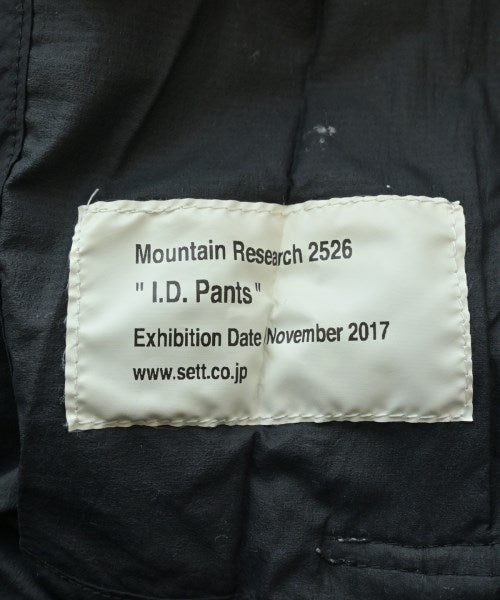 Mountain Research 2526
" I.D. Pants"
Exhibition Date/November 2017
www.sett.co.jp